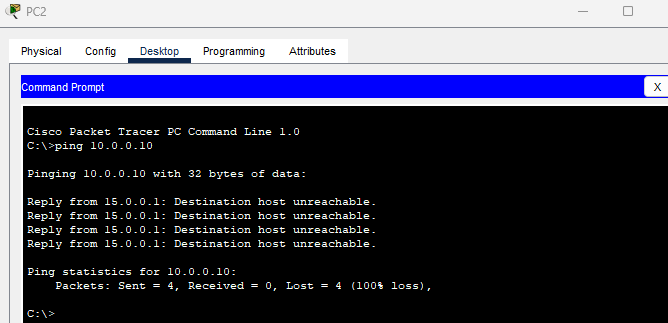 PC2
Physical Config Desktop Programming Attributes
Command Prompt
X
Cisco Packet Tracer PC Command Line 1.0
C:\>ping 10.0.0.10
Pinging 10.0.0.10 with 32 bytes of data:
Reply from 15.0.0.1: Destination host unreachable.
Reply from 15.0.0.1: Destination host unreachable.
Reply from 15.0.0.1: Destination host unreachable.
Reply from 15.0.0.1: Destination host unreachable.
Ping statistics for 10.0.0.10:
Packets: Sent = 4, Received = 0, Lost = 4 (100% loss),
C:\>